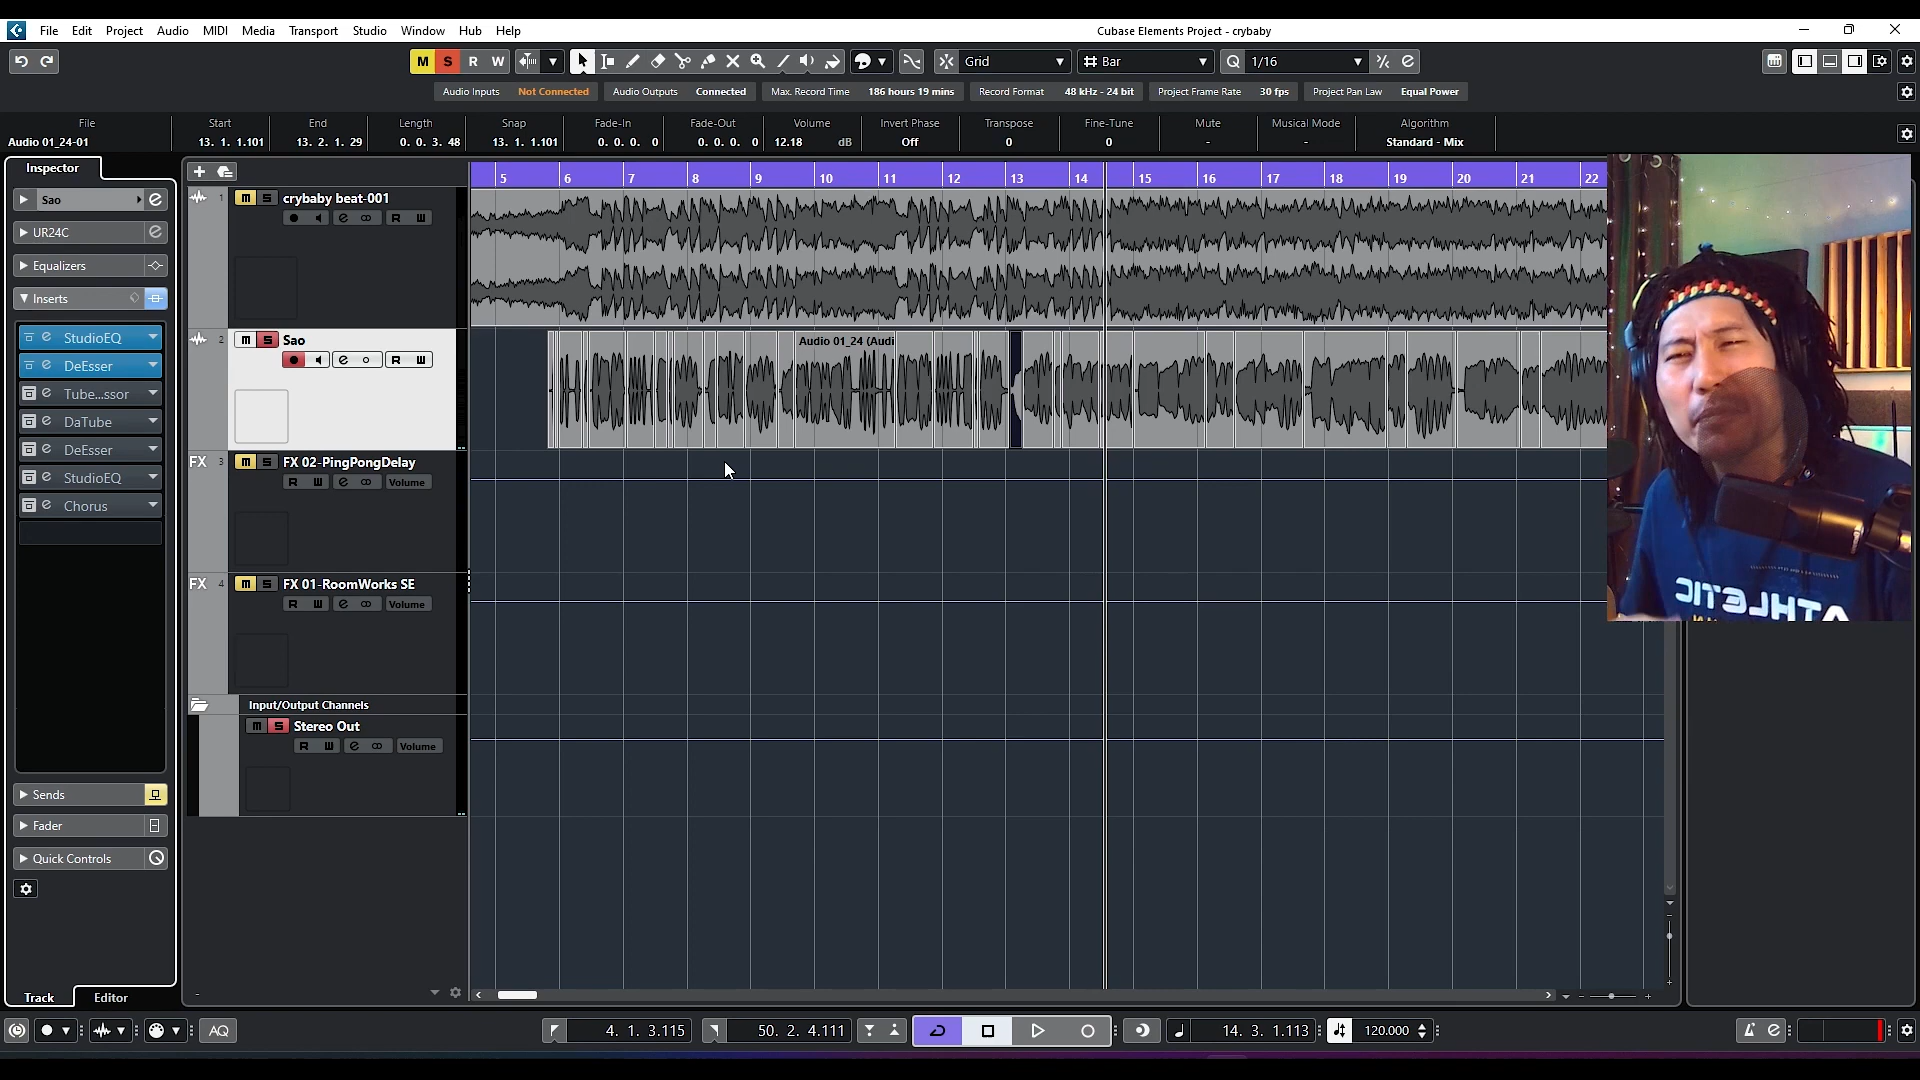 File Edit Project Audio MIDI Media Transport Studio Window Hub Help
Cubase Elements Project - crybaby
M S R W Grid Bar Q 1/16
Audio Inputs Not Connected Audio Outputs Connected Max. Record Time 186 hours 19 mins Record Format 48 kHz - 24 bit Project Frame Rate 30 fps Project Pan Law Equal Power
File Start End Length Snap Fade-In Fade-Out Volume Invert Phase Transpose Fine-Tune Mute Musical Mode Algorithm
Audio 01_24-01 13. 1. 1.101 13. 2. 1. 29 0. 0. 3. 48 13. 1. 1.101 0. 0. 0. 0 0. 0. 0. 0 12.18 dB Off 0 0 - - Standard - Mix
Inspector
5 6 7 8 9 10 11 12 13 14 15 16 17 18 19 20 21 22
Sao
UR24C
Equalizers
Inserts
StudioEQ
DeEsser
Tube...ssor
DaTube
DeEsser
StudioEQ
Chorus
Sends
Fader
Quick Controls
Track Editor
1 m S crybaby beat-001
R W
2 m S Sao
R W
Audio 01_24 (Audi
FX 3 m S FX 02-PingPongDelay
R W Volume
FX 4 m S FX 01-RoomWorks SE
R W Volume
Input/Output Channels
m S Stereo Out
R W Volume
ATHLETIC
AQ 4. 1. 3.115 50. 2. 4.111 14. 3. 1.113 120.000